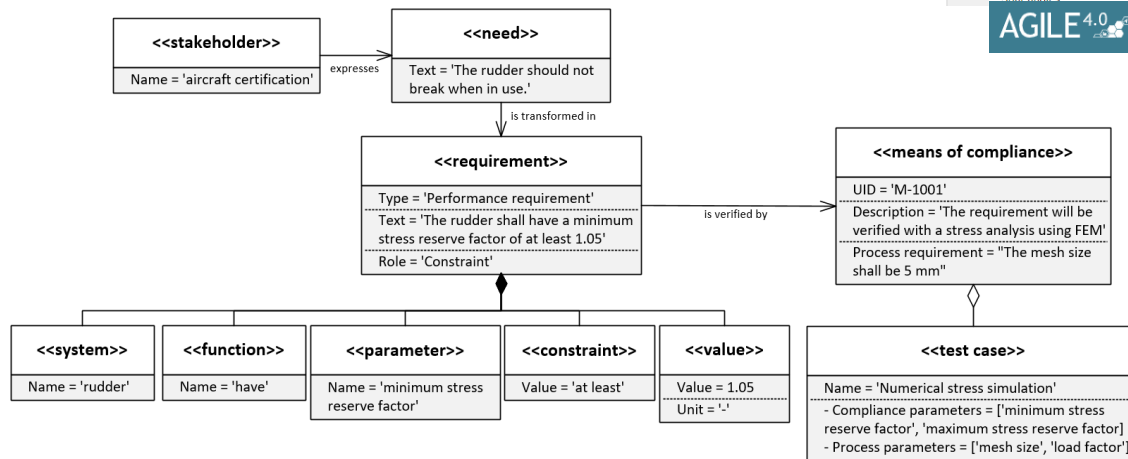 AGILE 4.0
<<stakeholder>>
Name = 'aircraft certification'
expresses
<<need>>
Text = 'The rudder should not
break when in use.'
is transformed in
<<requirement>>
Type = 'Performance requirement'
Text = 'The rudder shall have a minimum
stress reserve factor of at least 1.05'
Role = 'Constraint'
is verified by
<<means of compliance>>
UID = 'M-1001'
Description = 'The requirement will be
verified with a stress analysis using FEM'
Process requirement = "The mesh size
shall be 5 mm"
<<system>>
Name = 'rudder'
<<function>>
Name = 'have'
<<parameter>>
Name = 'minimum stress
reserve factor'
<<constraint>>
Value = 'at least'
<<value>>
Value = 1.05
Unit = '-'
<<test case>>
Name = 'Numerical stress simulation'
- Compliance parameters = ['minimum stress
reserve factor', 'maximum stress reserve factor]
- Process parameters = ['mesh size', 'load factor']